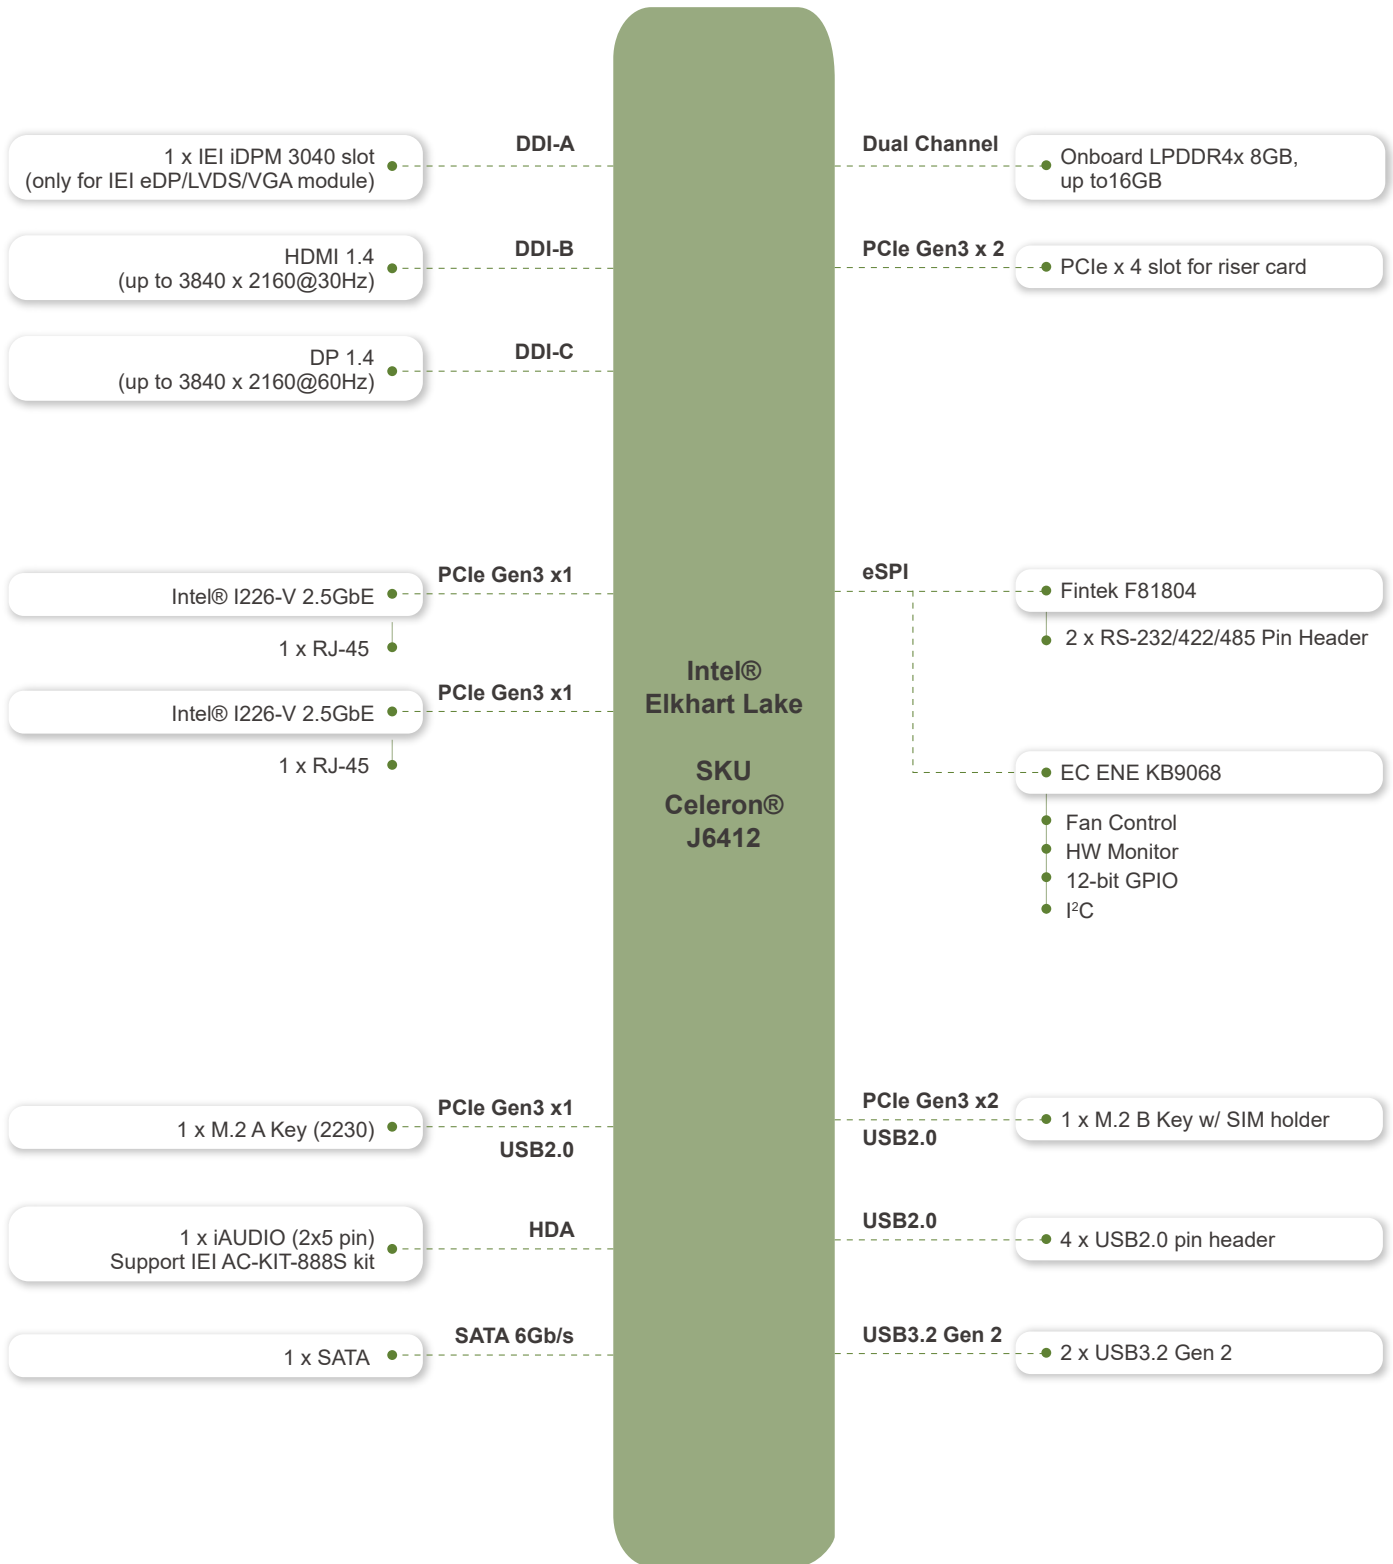 DDI-A
1 x IEI iDPM 3040 slot
(only for IEI eDP/LVDS/VGA module)
DDI-B
HDMI 1.4
(up to 3840 x 2160@30Hz)
DDI-C
DP 1.4
(up to 3840 x 2160@60Hz)
PCIe Gen3 x1
Intel® I226-V 2.5GbE
1 x RJ-45
PCIe Gen3 x1
Intel® I226-V 2.5GbE
1 x RJ-45
PCIe Gen3 x1
1 x M.2 A Key (2230)
USB2.0
HDA
1 x iAUDIO (2x5 pin)
Support IEI AC-KIT-888S kit
SATA 6Gb/s
1 x SATA
Intel®
Elkhart Lake
SKU
Celeron®
J6412
Dual Channel
Onboard LPDDR4x 8GB,
up to16GB
PCIe Gen3 x 2
PCIe x 4 slot for riser card
eSPI
Fintek F81804
2 x RS-232/422/485 Pin Header
EC ENE KB9068
Fan Control
HW Monitor
12-bit GPIO
I²C
PCIe Gen3 x2
1 x M.2 B Key w/ SIM holder
USB2.0
USB2.0
4 x USB2.0 pin header
USB3.2 Gen 2
2 x USB3.2 Gen 2